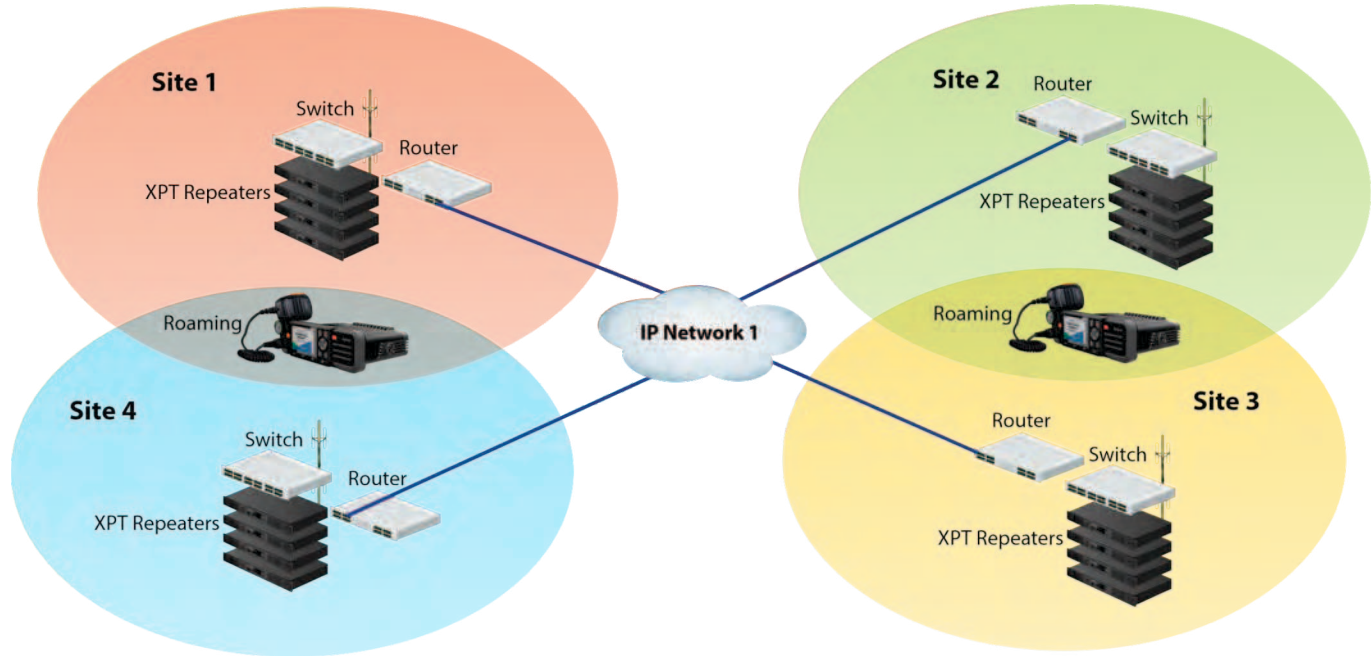 Site 1
Switch
Router
XPT Repeaters
Site 2
Router
Switch
XPT Repeaters
Roaming
IP Network 1
Roaming
Site 4
Switch
Router
XPT Repeaters
Site 3
Router
Switch
XPT Repeaters